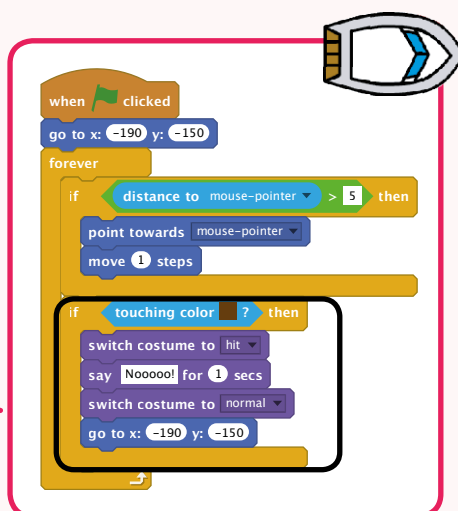 when clicked
go to x: -190 y: -150
forever
if distance to mouse-pointer > 5 then
point towards mouse-pointer
move 1 steps
if touching color ? then
switch costume to hit
say Nooooo! for 1 secs
switch costume to normal
go to x: -190 y: -150